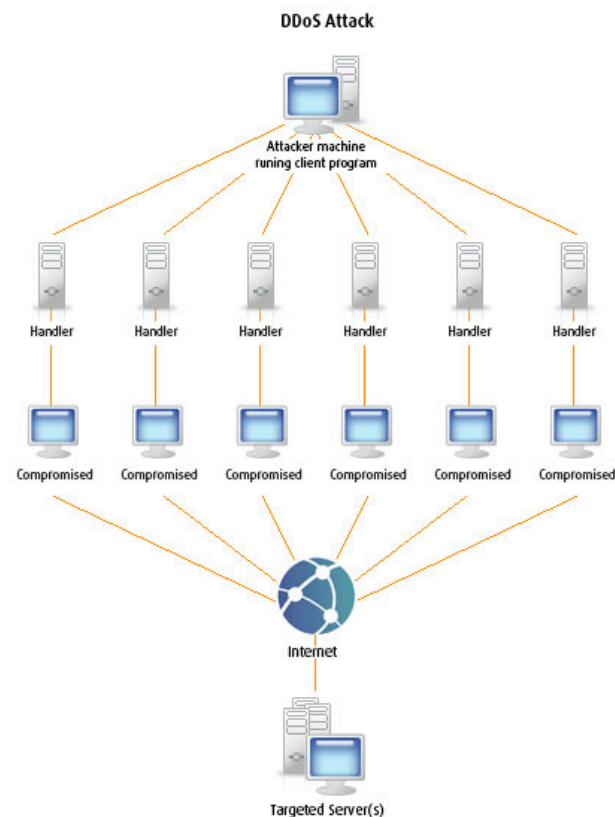 DDoS Attack
Attacker machine
runing client program
Handler Handler Handler Handler Handler Handler
Compromised Compromised Compromised Compromised Compromised Compromised
Internet
Targeted Server(s)